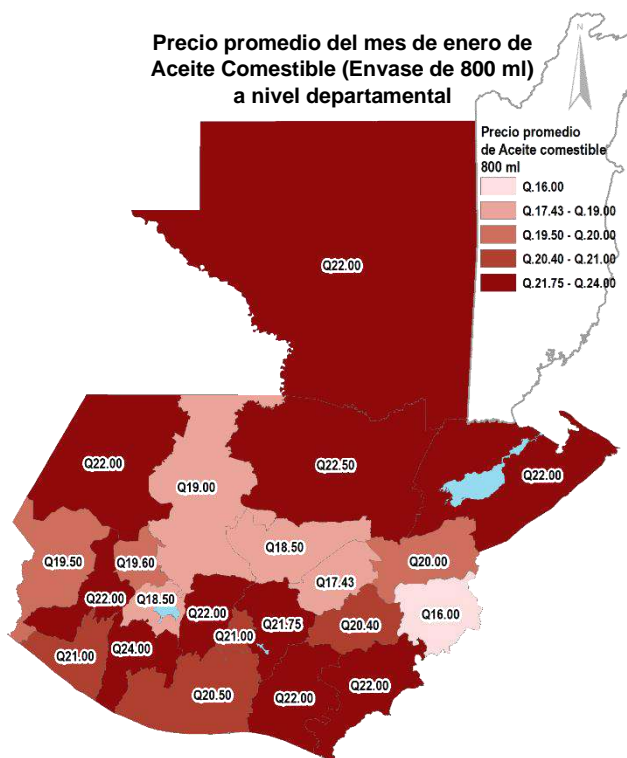 Precio promedio del mes de enero de
Aceite Comestible (Envase de 800 ml)
a nivel departamental
N
Precio promedio
de Aceite comestible
800 ml
Q.16.00
Q.17.43 - Q.19.00
Q.19.50 - Q.20.00
Q.20.40 - Q.21.00
Q.21.75 - Q.24.00
Q22.00
Q22.00
Q19.00
Q22.50
Q22.00
Q19.50
Q19.60
Q18.50
Q20.00
Q17.43
Q22.00
Q18.50
Q22.00
Q21.75
Q16.00
Q21.00
Q20.40
Q21.00
Q24.00
Q20.50
Q22.00
Q22.00